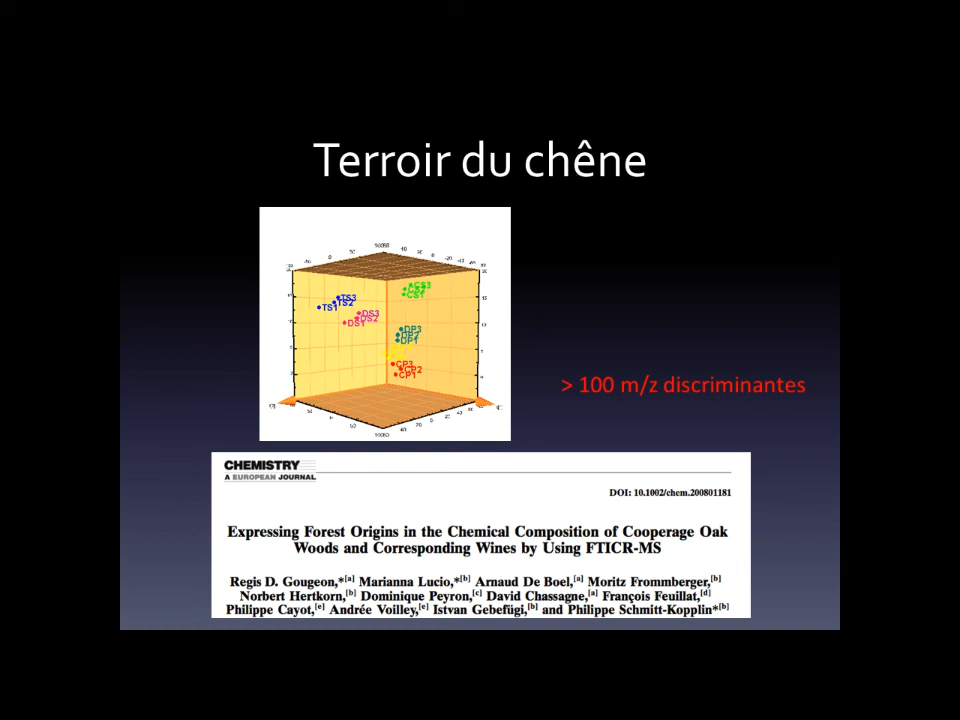 Terroir du chêne
TS3
TS2
TS1
DS3
DS2
DS1
CS3
CS2
CS1
DP3
DP2
DP1
CP3
CP2
CP1
> 100 m/z discriminantes
CHEMISTRY
A EUROPEAN JOURNAL
DOI: 10.1002/chem.200801181
Expressing Forest Origins in the Chemical Composition of Cooperage Oak
Woods and Corresponding Wines by Using FTICR-MS
Regis D. Gougeon,*[a] Marianna Lucio,*[b] Arnaud De Boel,[a] Moritz Frommberger,[b]
Norbert Hertkorn,[b] Dominique Peyron,[c] David Chassagne,[a] François Feuillat,[d]
Philippe Cayot,[e] Andrée Voilley,[e] Istvan Gebefügi,[b] and Philippe Schmitt-Kopplin*[b]